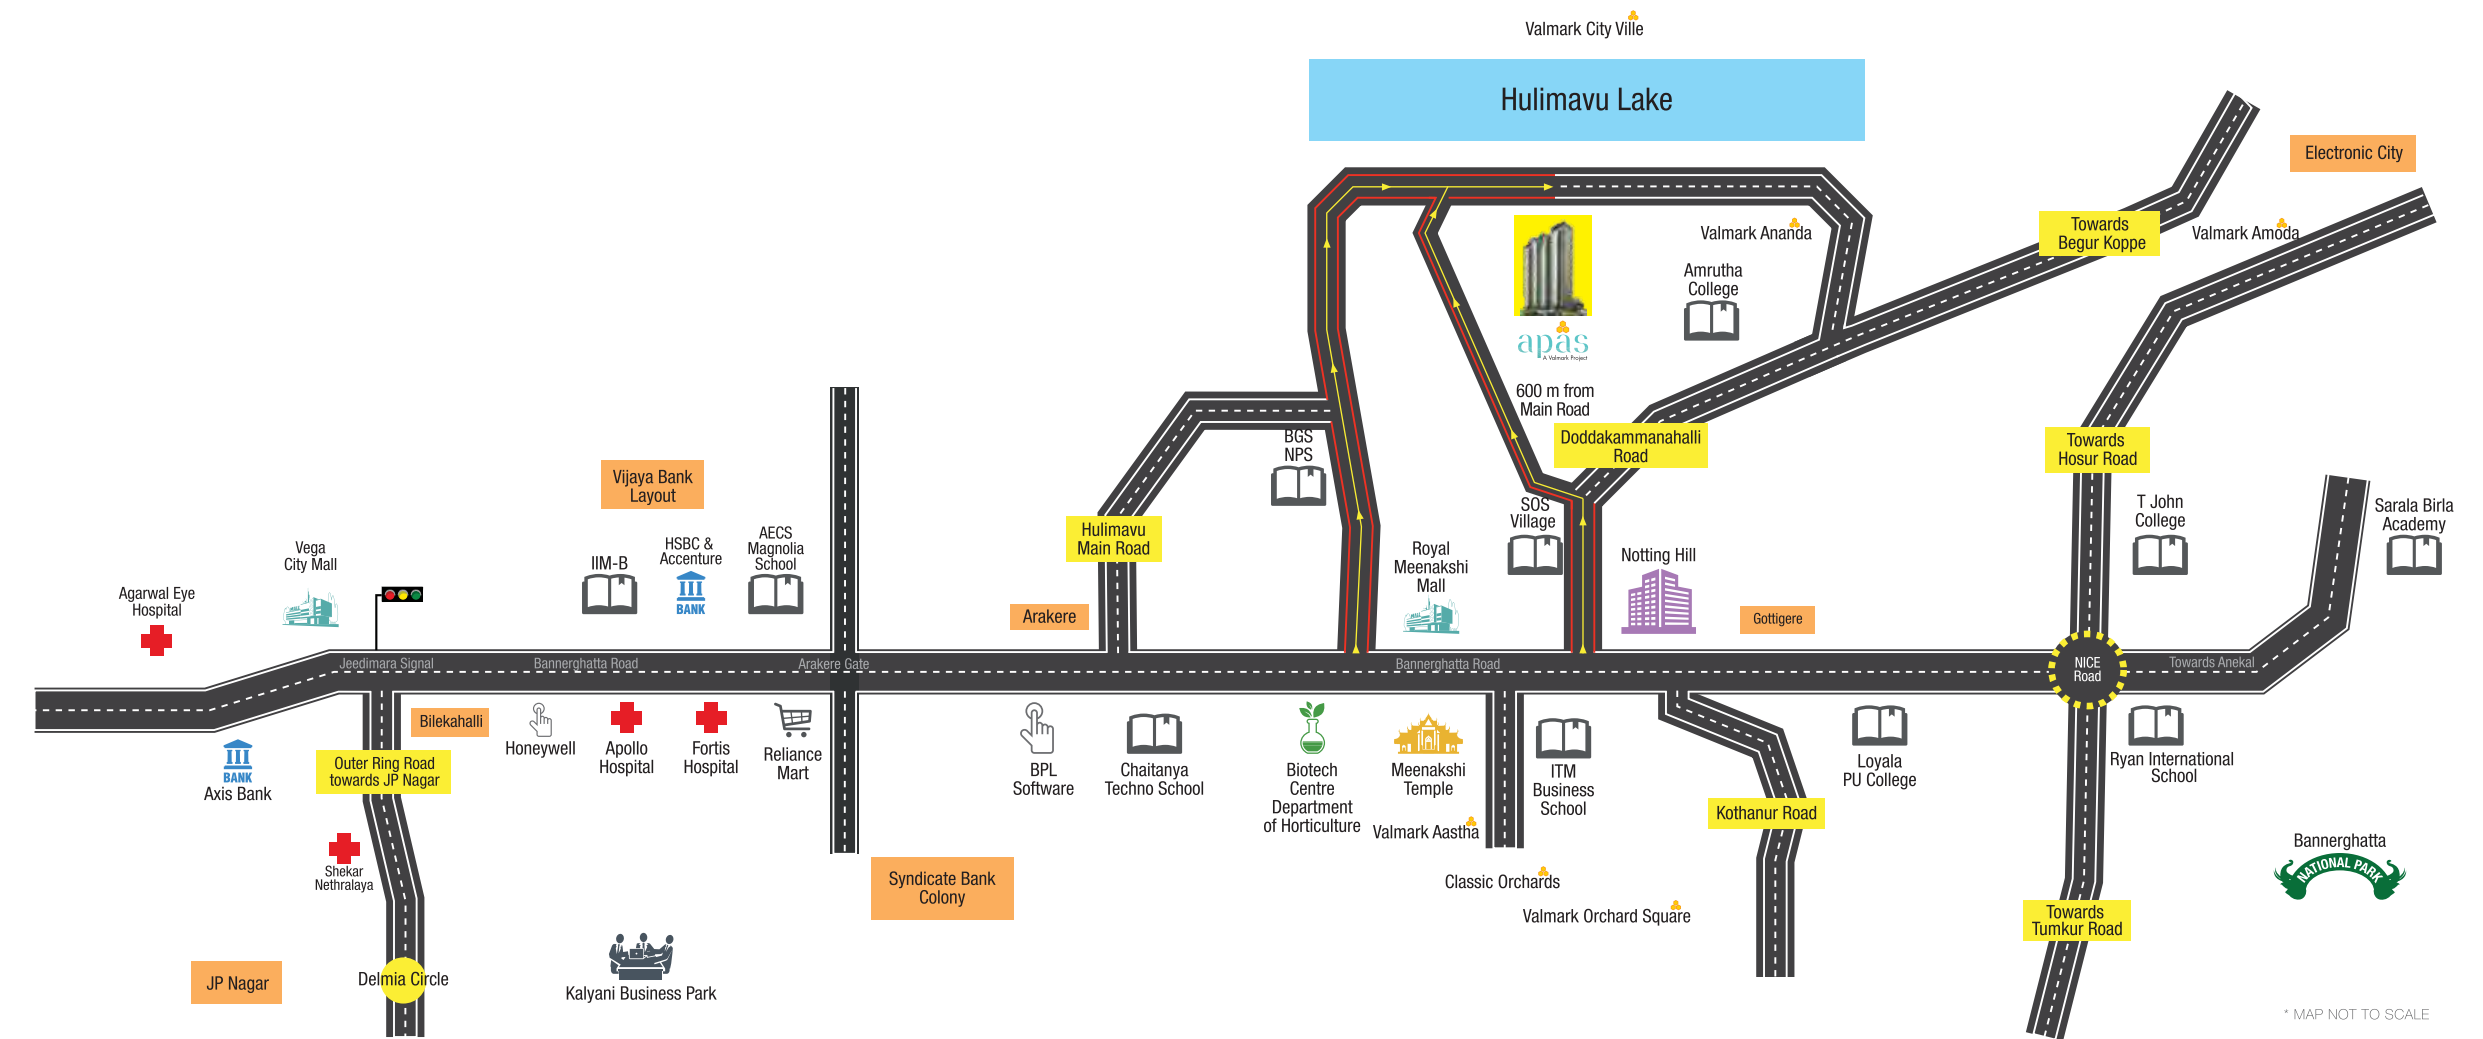 Valmark City Ville
Hulimavu Lake
Electronic City
Towards
Begur Koppe
Valmark Amoda
Valmark Ananda
Amrutha
College
apas
A Valmark Project
600 m from
Main Road
Doddakammanahalli
Road
Towards
Hosur Road
BGS
NPS
Vijaya Bank
Layout
Hulimavu
Main Road
SOS
Village
T John
College
Sarala Birla
Academy
Vega
City Mall
IIM-B
HSBC &
Accenture
BANK
AECS
Magnolia
School
Royal
Meenakshi
Mall
Notting Hill
Agarwal Eye
Hospital
Arakere
Gottigere
Jeedimara Signal
Bannerghatta Road
Arakere Gate
Bannerghatta Road
NICE
Road
Towards Anekal
Bilekahalli
BANK
Axis Bank
Outer Ring Road
towards JP Nagar
Honeywell
Apollo
Hospital
Fortis
Hospital
Reliance
Mart
BPL
Software
Chaitanya
Techno School
Biotech
Centre
Department
of Horticulture
Meenakshi
Temple
Valmark Aastha
ITM
Business
School
Loyala
PU College
Ryan International
School
Kothanur Road
Shekar
Nethralaya
Syndicate Bank
Colony
Classic Orchards
Valmark Orchard Square
Bannerghatta
NATIONAL PARK
Towards
Tumkur Road
JP Nagar
Delmia Circle
Kalyani Business Park
* MAP NOT TO SCALE